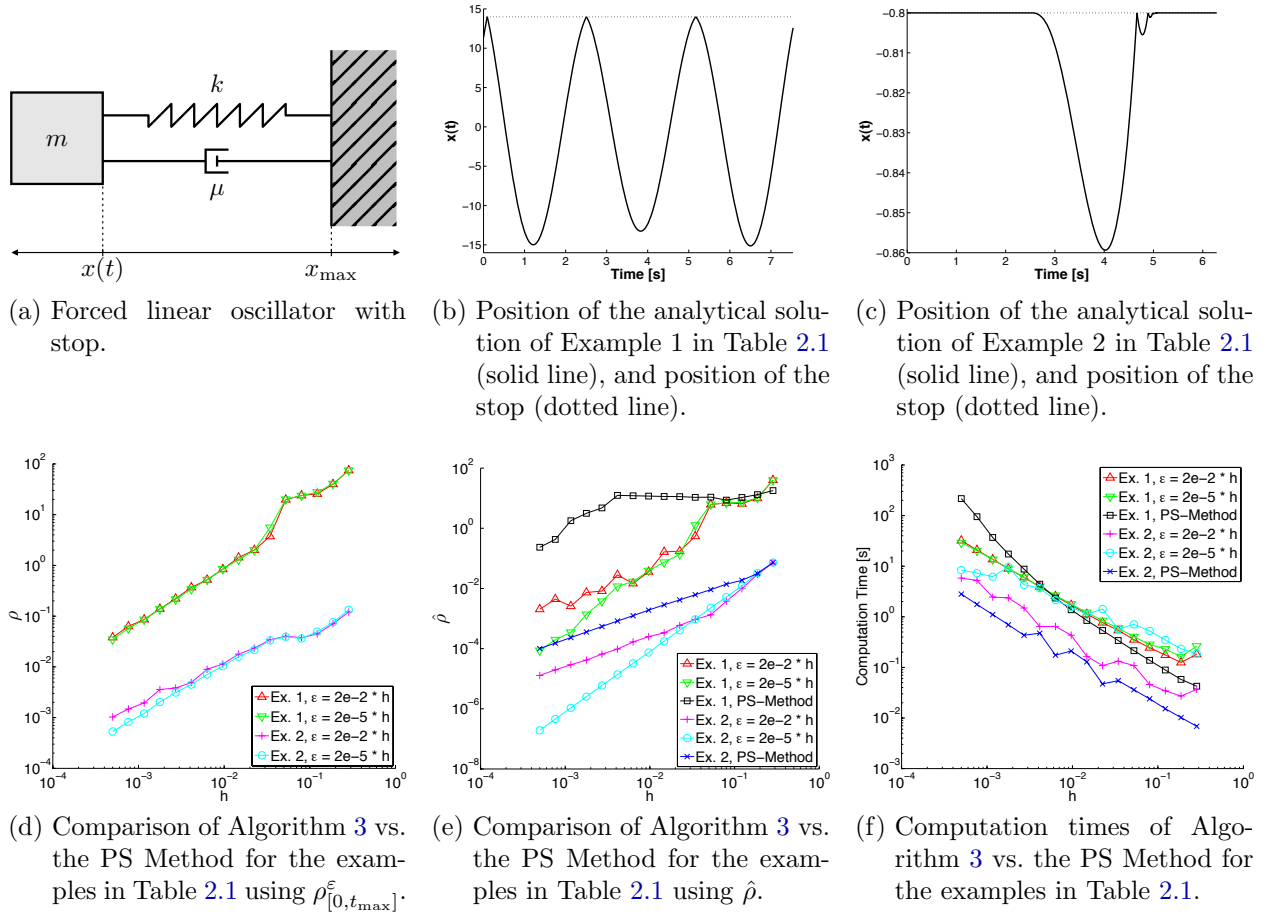 k
m
μ
x(t)
x_max
(a) Forced linear oscillator with
stop.
15
10
5
0
-5
-10
-15
x(t)
0 1 2 3 4 5 6 7
Time [s]
(b) Position of the analytical solu-
tion of Example 1 in Table 2.1
(solid line), and position of the
stop (dotted line).
-0.8
-0.81
-0.82
-0.83
-0.84
-0.85
-0.86
x(t)
0 1 2 3 4 5 6
Time [s]
(c) Position of the analytical solu-
tion of Example 2 in Table 2.1
(solid line), and position of the
stop (dotted line).
10^2
10^1
10^0
10^-1
10^-2
10^-3
10^-4
ρ
Ex. 1, ε = 2e-2 * h
Ex. 1, ε = 2e-5 * h
Ex. 2, ε = 2e-2 * h
Ex. 2, ε = 2e-5 * h
10^-4 10^-3 10^-2 10^-1 10^0
h
(d) Comparison of Algorithm 3 vs.
the PS Method for the exam-
ples in Table 2.1 using ρ^ε_[0,t_max].
10^2
10^0
10^-2
10^-4
10^-6
10^-8
ρ̂
Ex. 1, ε = 2e-2 * h
Ex. 1, ε = 2e-5 * h
Ex. 1, PS-Method
Ex. 2, ε = 2e-2 * h
Ex. 2, ε = 2e-5 * h
Ex. 2, PS-Method
10^-4 10^-3 10^-2 10^-1 10^0
h
(e) Comparison of Algorithm 3 vs.
the PS Method for the exam-
ples in Table 2.1 using ρ̂.
10^3
10^2
10^1
10^0
10^-1
10^-2
10^-3
Computation Time [s]
Ex. 1, ε = 2e-2 * h
Ex. 1, ε = 2e-5 * h
Ex. 1, PS-Method
Ex. 2, ε = 2e-2 * h
Ex. 2, ε = 2e-5 * h
Ex. 2, PS-Method
10^-4 10^-3 10^-2 10^-1 10^0
h
(f) Computation times of Algo-
rithm 3 vs. the PS Method for
the examples in Table 2.1.